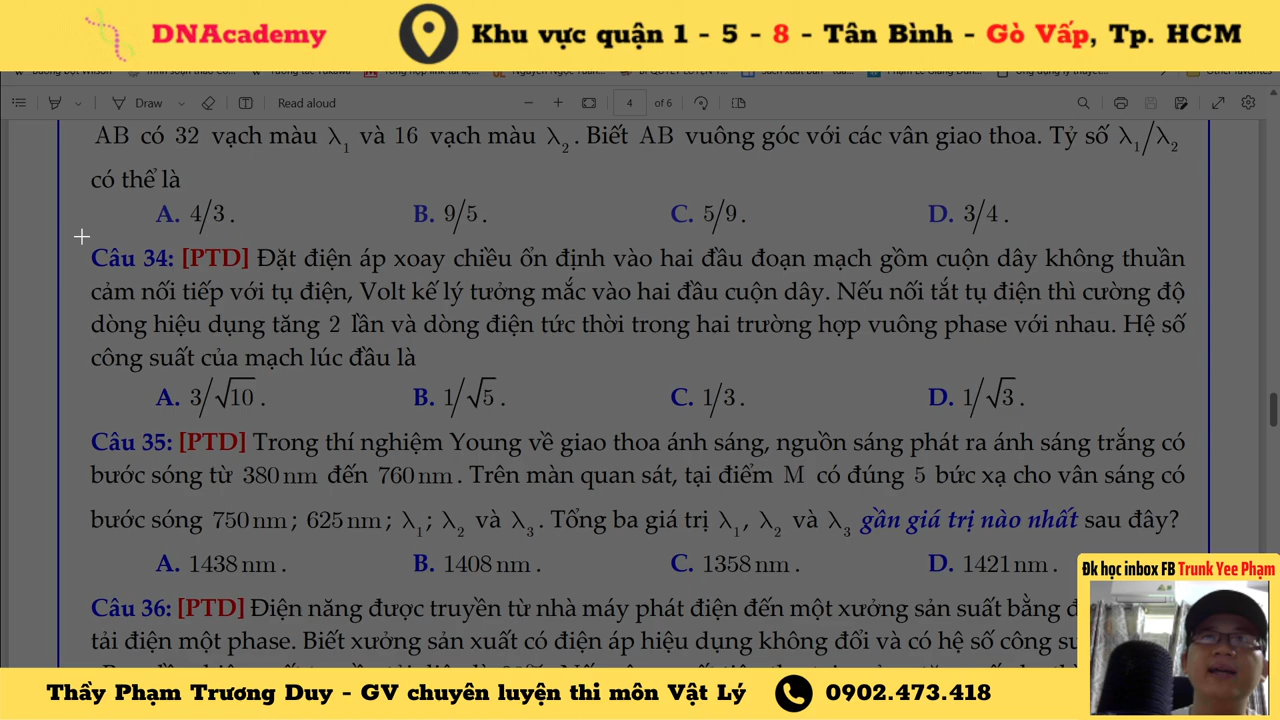 DNAcademy
Khu vực quận 1 - 5 - 8 - Tân Bình - Gò Vấp, Tp. HCM
Draw
Read aloud
4 of 6
AB có 32 vạch màu λ₁ và 16 vạch màu λ₂. Biết AB vuông góc với các vân giao thoa. Tỷ số λ₁/λ₂
có thể là
A. 4/3. B. 9/5. C. 5/9. D. 3/4.
Câu 34: [PTD] Đặt điện áp xoay chiều ổn định vào hai đầu đoạn mạch gồm cuộn dây không thuần
cảm nối tiếp với tụ điện, Volt kế lý tưởng mắc vào hai đầu cuộn dây. Nếu nối tắt tụ điện thì cường độ
dòng hiệu dụng tăng 2 lần và dòng điện tức thời trong hai trường hợp vuông phase với nhau. Hệ số
công suất của mạch lúc đầu là
A. 3/√10. B. 1/√5. C. 1/3. D. 1/√3.
Câu 35: [PTD] Trong thí nghiệm Young về giao thoa ánh sáng, nguồn sáng phát ra ánh sáng trắng có
bước sóng từ 380 nm đến 760 nm. Trên màn quan sát, tại điểm M có đúng 5 bức xạ cho vân sáng có
bước sóng 750 nm; 625 nm; λ₁; λ₂ và λ₃. Tổng ba giá trị λ₁, λ₂ và λ₃ gần giá trị nào nhất sau đây?
A. 1438 nm. B. 1408 nm. C. 1358 nm. D. 1421 nm.
Câu 36: [PTD] Điện năng được truyền từ nhà máy phát điện đến một xưởng sản suất bằng
tải điện một phase. Biết xưởng sản xuất có điện áp hiệu dụng không đổi và có hệ số công
Đk học inbox FB Trunk Yee Phạm
Thầy Phạm Trương Duy - GV chuyên luyện thi môn Vật Lý
0902.473.418